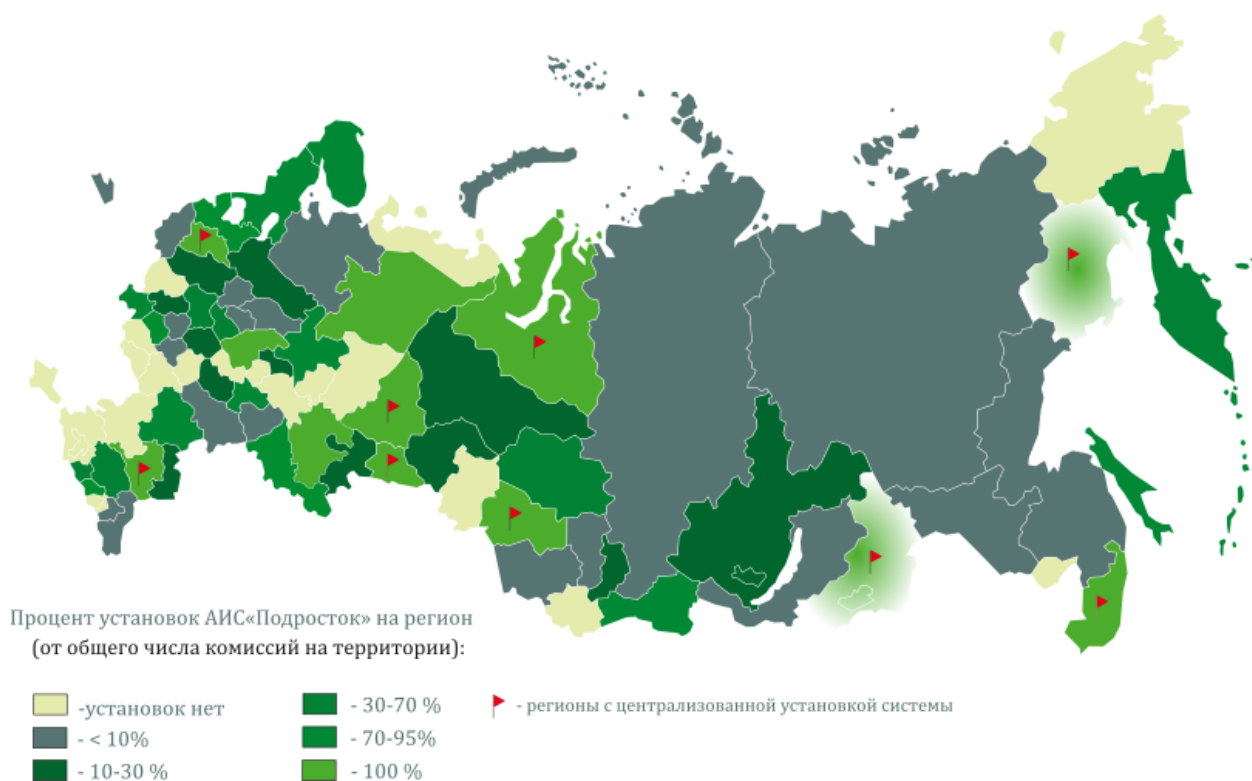 Процент установок АИС«Подросток» на регион
(от общего числа комиссий на территории):
-установок нет
- < 10%
- 10-30 %
- 30-70 %
- 70-95%
- 100 %
- регионы с централизованной установкой системы